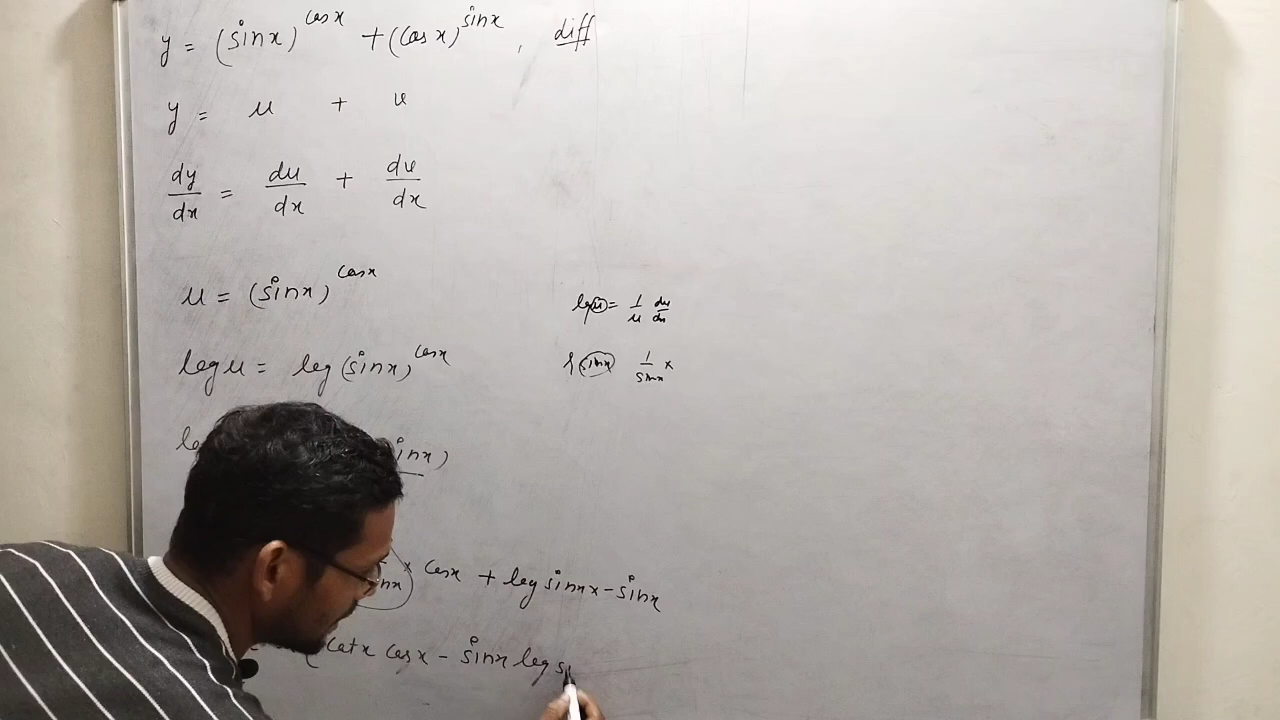 y = (sinx)^cosx + (cosx)^sinx, diff
y = u + v
dy/dx = du/dx + dv/dx
u = (sinx)^cosx
log u = log(sinx)^cosx
inx)
cosx + log sinx x - sinx
cotx cosx - sinx log s
log u = 1/u du/dx
sinx 1/sinx x